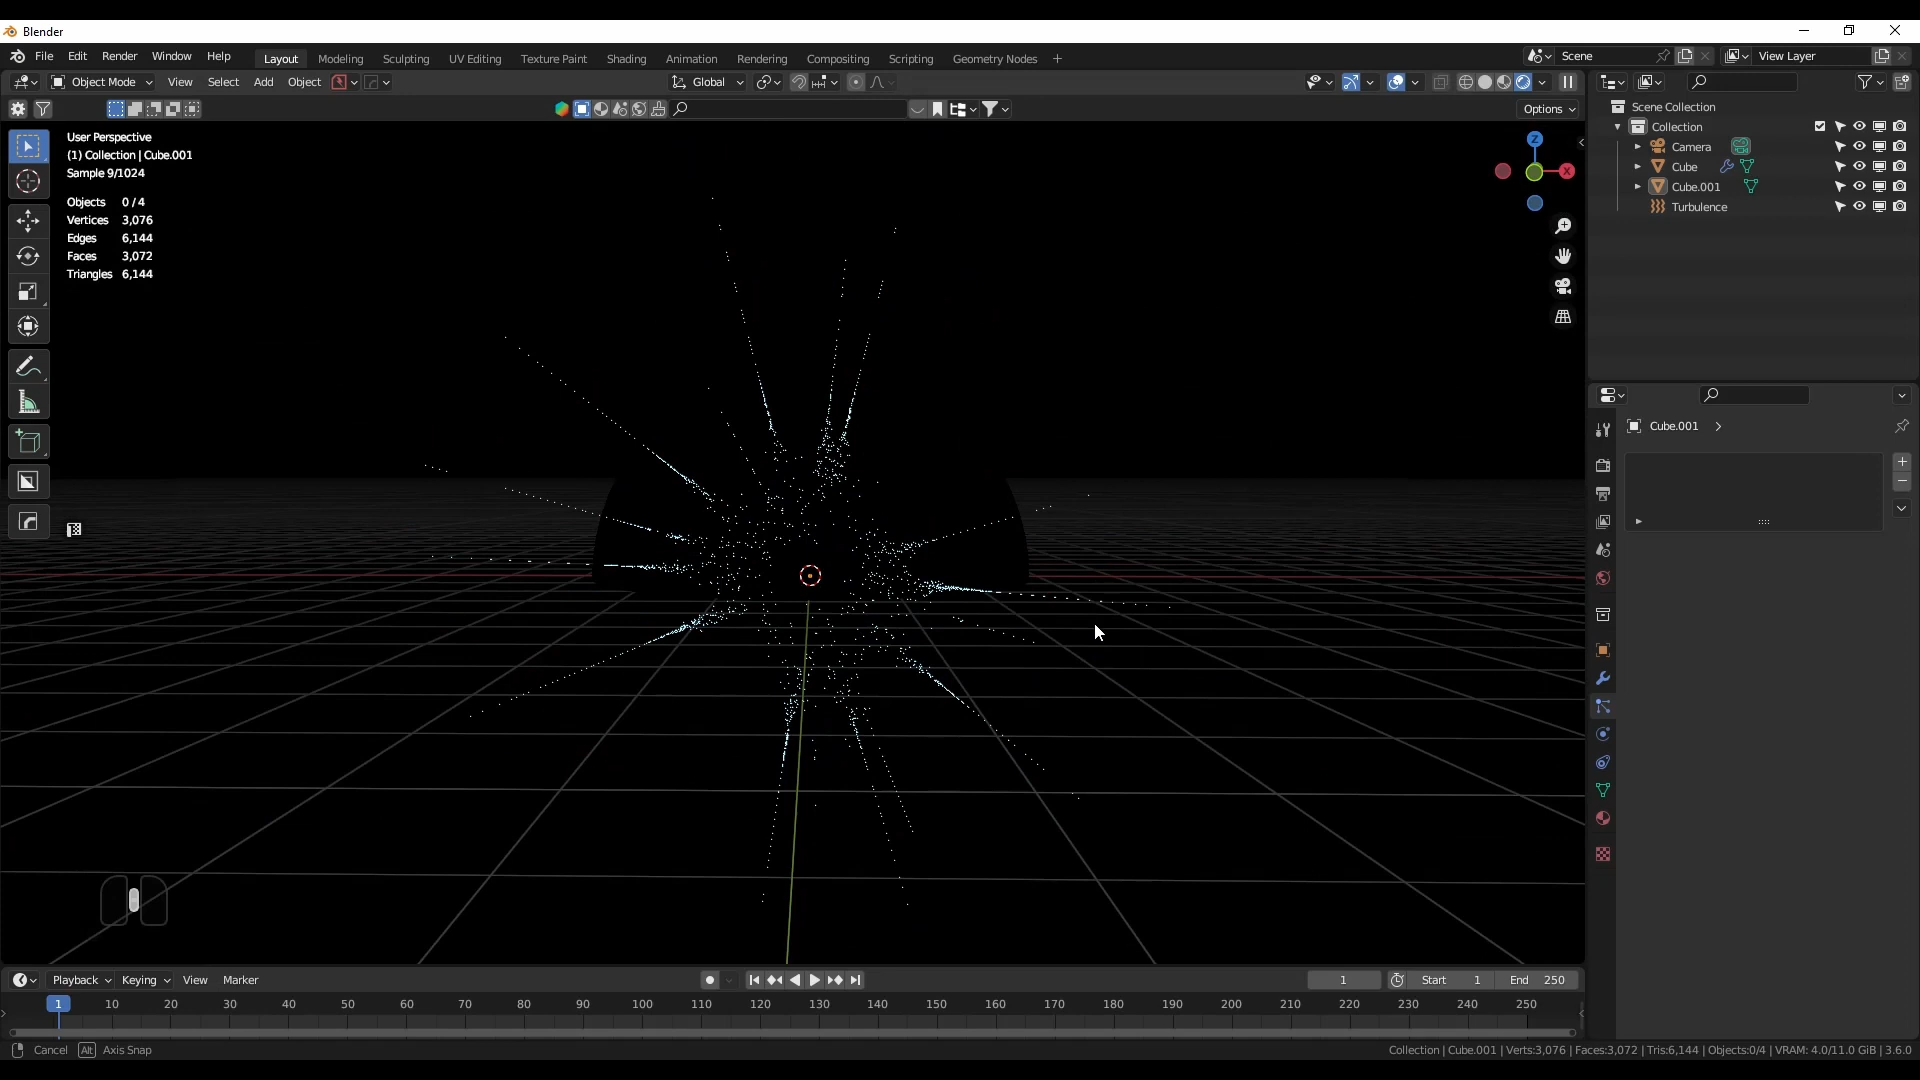 Blender
File Edit Render Window Help
Layout Modeling Sculpting UV Editing Texture Paint Shading Animation Rendering Compositing Scripting Geometry Nodes +
Scene
View Layer
Object Mode View Select Add Object
Global
Options
User Perspective
(1) Collection | Cube.001
Sample 9/1024
Objects 0/4
Vertices 3,076
Edges 6,144
Faces 3,072
Triangles 6,144
Z
X
Scene Collection
Collection
Camera
Cube
Cube.001
Turbulence
Cube.001
Playback Keying View Marker
1
Start 1
End 250
1 10 20 30 40 50 60 70 80 90 100 110 120 130 140 150 160 170 180 190 200 210 220 230 240 250
Cancel Alt Axis Snap
Collection | Cube.001 | Verts:3,076 | Faces:3,072 | Tris:6,144 | Objects:0/4 | VRAM: 4.0/11.0 GiB | 3.6.0